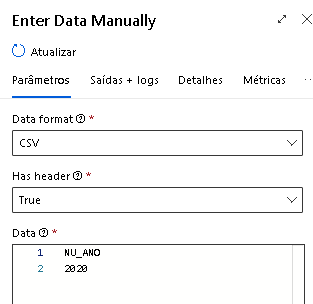 Enter Data Manually
Atualizar
Parâmetros Saídas + logs Detalhes Métricas ...
Data format *
CSV
Has header *
True
Data *
1 NU_ANO
2 2020